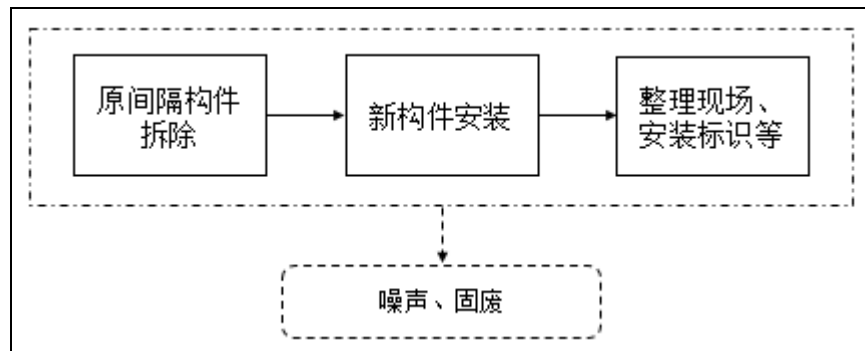 原间隔构件
拆除
新构件安装
整理现场、
安装标识等
噪声、固废